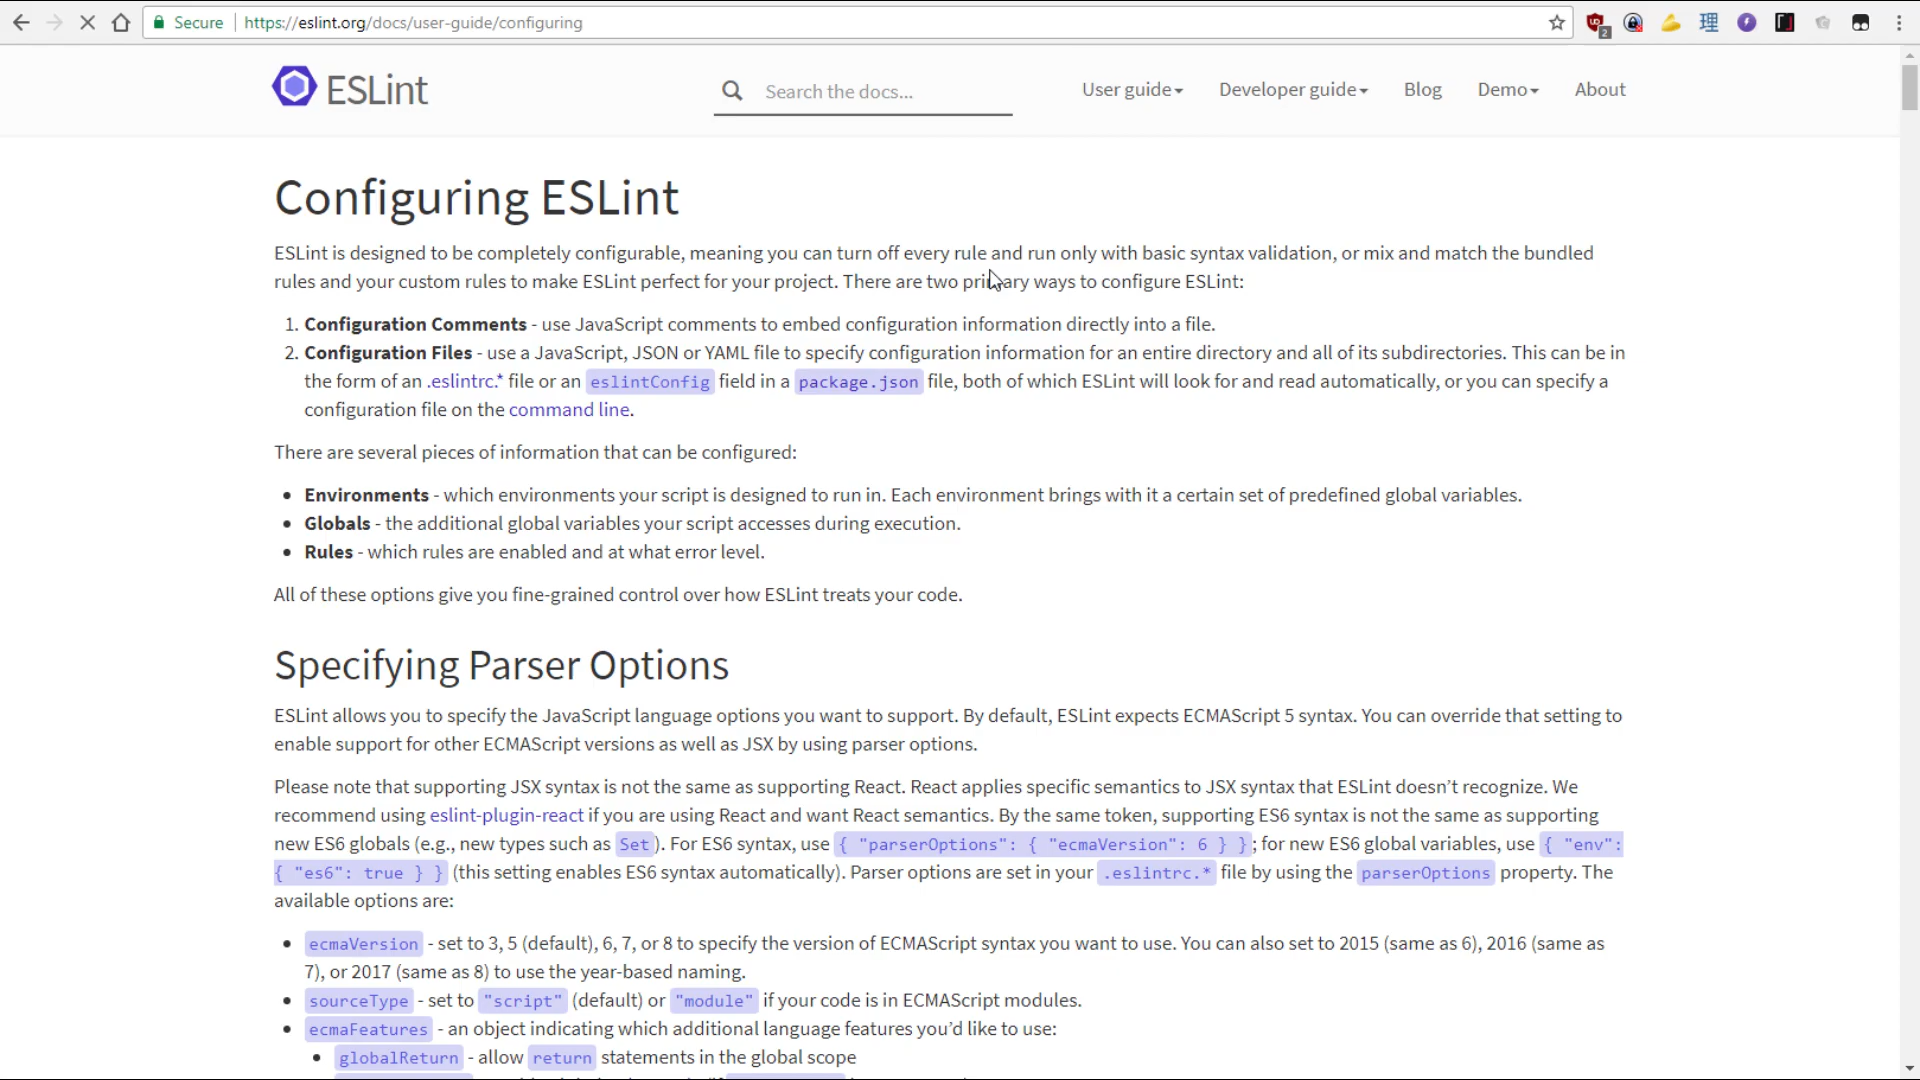 Secure https://eslint.org/docs/user-guide/configuring
2
理
ESLint
Search the docs...
User guide
Developer guide
Blog
Demo
About
Configuring ESLint
ESLint is designed to be completely configurable, meaning you can turn off every rule and run only with basic syntax validation, or mix and match the bundled
rules and your custom rules to make ESLint perfect for your project. There are two primary ways to configure ESLint:
1. Configuration Comments - use JavaScript comments to embed configuration information directly into a file.
2. Configuration Files - use a JavaScript, JSON or YAML file to specify configuration information for an entire directory and all of its subdirectories. This can be in
the form of an .eslintrc.* file or an eslintConfig field in a package.json file, both of which ESLint will look for and read automatically, or you can specify a
configuration file on the command line.
There are several pieces of information that can be configured:
• Environments - which environments your script is designed to run in. Each environment brings with it a certain set of predefined global variables.
• Globals - the additional global variables your script accesses during execution.
• Rules - which rules are enabled and at what error level.
All of these options give you fine-grained control over how ESLint treats your code.
Specifying Parser Options
ESLint allows you to specify the JavaScript language options you want to support. By default, ESLint expects ECMAScript 5 syntax. You can override that setting to
enable support for other ECMAScript versions as well as JSX by using parser options.
Please note that supporting JSX syntax is not the same as supporting React. React applies specific semantics to JSX syntax that ESLint doesn’t recognize. We
recommend using eslint-plugin-react if you are using React and want React semantics. By the same token, supporting ES6 syntax is not the same as supporting
new ES6 globals (e.g., new types such as Set). For ES6 syntax, use { "parserOptions": { "ecmaVersion": 6 } }; for new ES6 global variables, use { "env":
{ "es6": true } } (this setting enables ES6 syntax automatically). Parser options are set in your .eslintrc.* file by using the parserOptions property. The
available options are:
• ecmaVersion - set to 3, 5 (default), 6, 7, or 8 to specify the version of ECMAScript syntax you want to use. You can also set to 2015 (same as 6), 2016 (same as
7), or 2017 (same as 8) to use the year-based naming.
• sourceType - set to "script" (default) or "module" if your code is in ECMAScript modules.
• ecmaFeatures - an object indicating which additional language features you’d like to use:
• globalReturn - allow return statements in the global scope